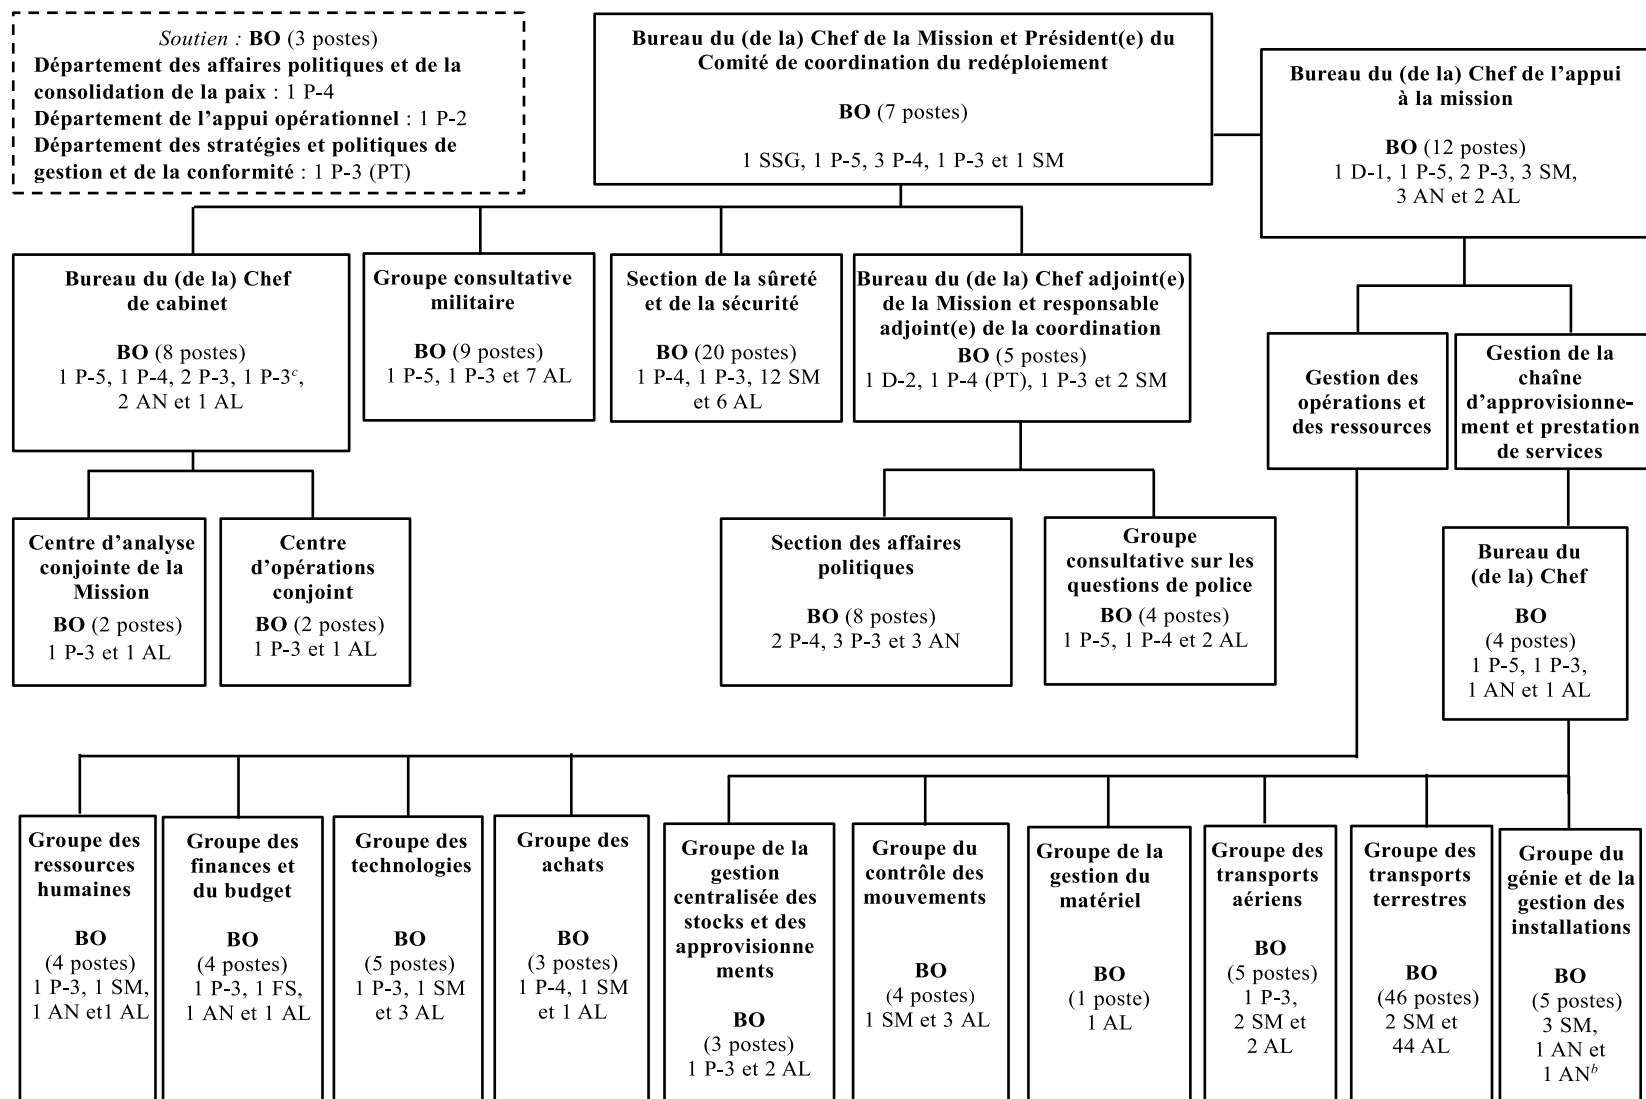 Soutien : BO (3 postes)
Département des affaires politiques et de la
consolidation de la paix : 1 P-4
Département de l'appui opérationnel : 1 P-2
Département des stratégies et politiques de
gestion et de la conformité : 1 P-3 (PT)
Bureau du (de la) Chef de la Mission et Président(e) du
Comité de coordination du redéploiement
BO (7 postes)
1 SSG, 1 P-5, 3 P-4, 1 P-3 et 1 SM
Bureau du (de la) Chef de l'appui
à la mission
BO (12 postes)
1 D-1, 1 P-5, 2 P-3, 3 SM,
3 AN et 2 AL
Bureau du (de la) Chef
de cabinet
BO (8 postes)
1 P-5, 1 P-4, 2 P-3, 1 P-3c,
2 AN et 1 AL
Groupe consultative
militaire
BO (9 postes)
1 P-5, 1 P-3 et 7 AL
Section de la sûreté
et de la sécurité
BO (20 postes)
1 P-4, 1 P-3, 12 SM
et 6 AL
Bureau du (de la) Chef adjoint(e)
de la Mission et responsable
adjoint(e) de la coordination
BO (5 postes)
1 D-2, 1 P-4 (PT), 1 P-3 et 2 SM
Gestion des
opérations et
des ressources
Gestion de la
chaîne
d'approvisionne-
ment et prestation
de services
Centre d'analyse
conjointe de la
Mission
BO (2 postes)
1 P-3 et 1 AL
Centre
d'opérations
conjoint
BO (2 postes)
1 P-3 et 1 AL
Section des affaires
politiques
BO (8 postes)
2 P-4, 3 P-3 et 3 AN
Groupe
consultative sur les
questions de police
BO (4 postes)
1 P-5, 1 P-4 et 2 AL
Bureau du
(de la) Chef
BO
(4 postes)
1 P-5, 1 P-3,
1 AN et 1 AL
Groupe des
ressources
humaines
BO
(4 postes)
1 P-3, 1 SM,
1 AN et1 AL
Groupe des
finances et
du budget
BO
(4 postes)
1 P-3, 1 FS,
1 AN et 1 AL
Groupe des
technologies
BO
(5 postes)
1 P-3, 1 SM
et 3 AL
Groupe des
achats
BO
(3 postes)
1 P-4, 1 SM
et 1 AL
Groupe de la
gestion
centralisée des
stocks et des
approvisionne
ments
BO
(3 postes)
1 P-3 et 2 AL
Groupe du
contrôle des
mouvements
BO
(4 postes)
1 SM et 3 AL
Groupe de la
gestion du
matériel
BO
(1 poste)
1 AL
Groupe des
transports
aériens
BO
(5 postes)
1 P-3,
2 SM et
2 AL
Groupe des
transports
terrestres
BO
(46 postes)
2 SM et
44 AL
Groupe du
génie et de la
gestion des
installations
BO
(5 postes)
3 SM,
1 AN et
1 ANb